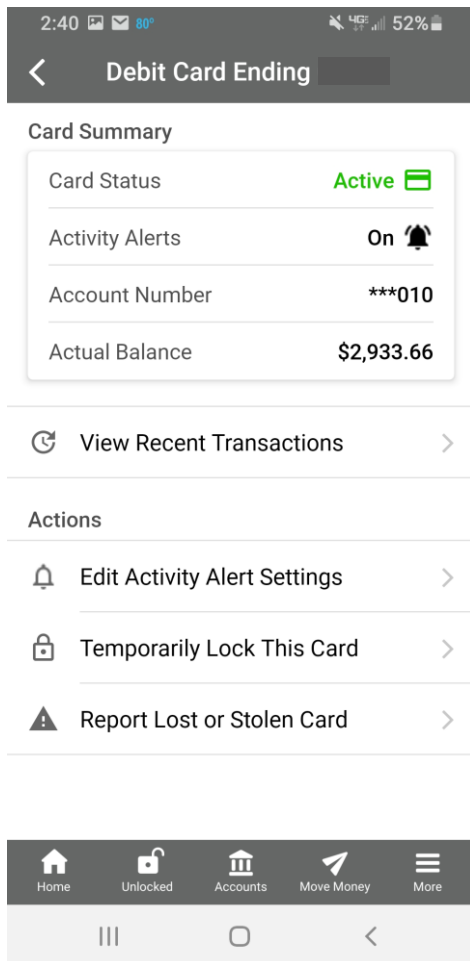 2:40 80° 4GE 52%
Debit Card Ending
Card Summary
Card Status Active
Activity Alerts On
Account Number ***010
Actual Balance $2,933.66
View Recent Transactions
Actions
Edit Activity Alert Settings
Temporarily Lock This Card
Report Lost or Stolen Card
Home Unlocked Accounts Move Money More